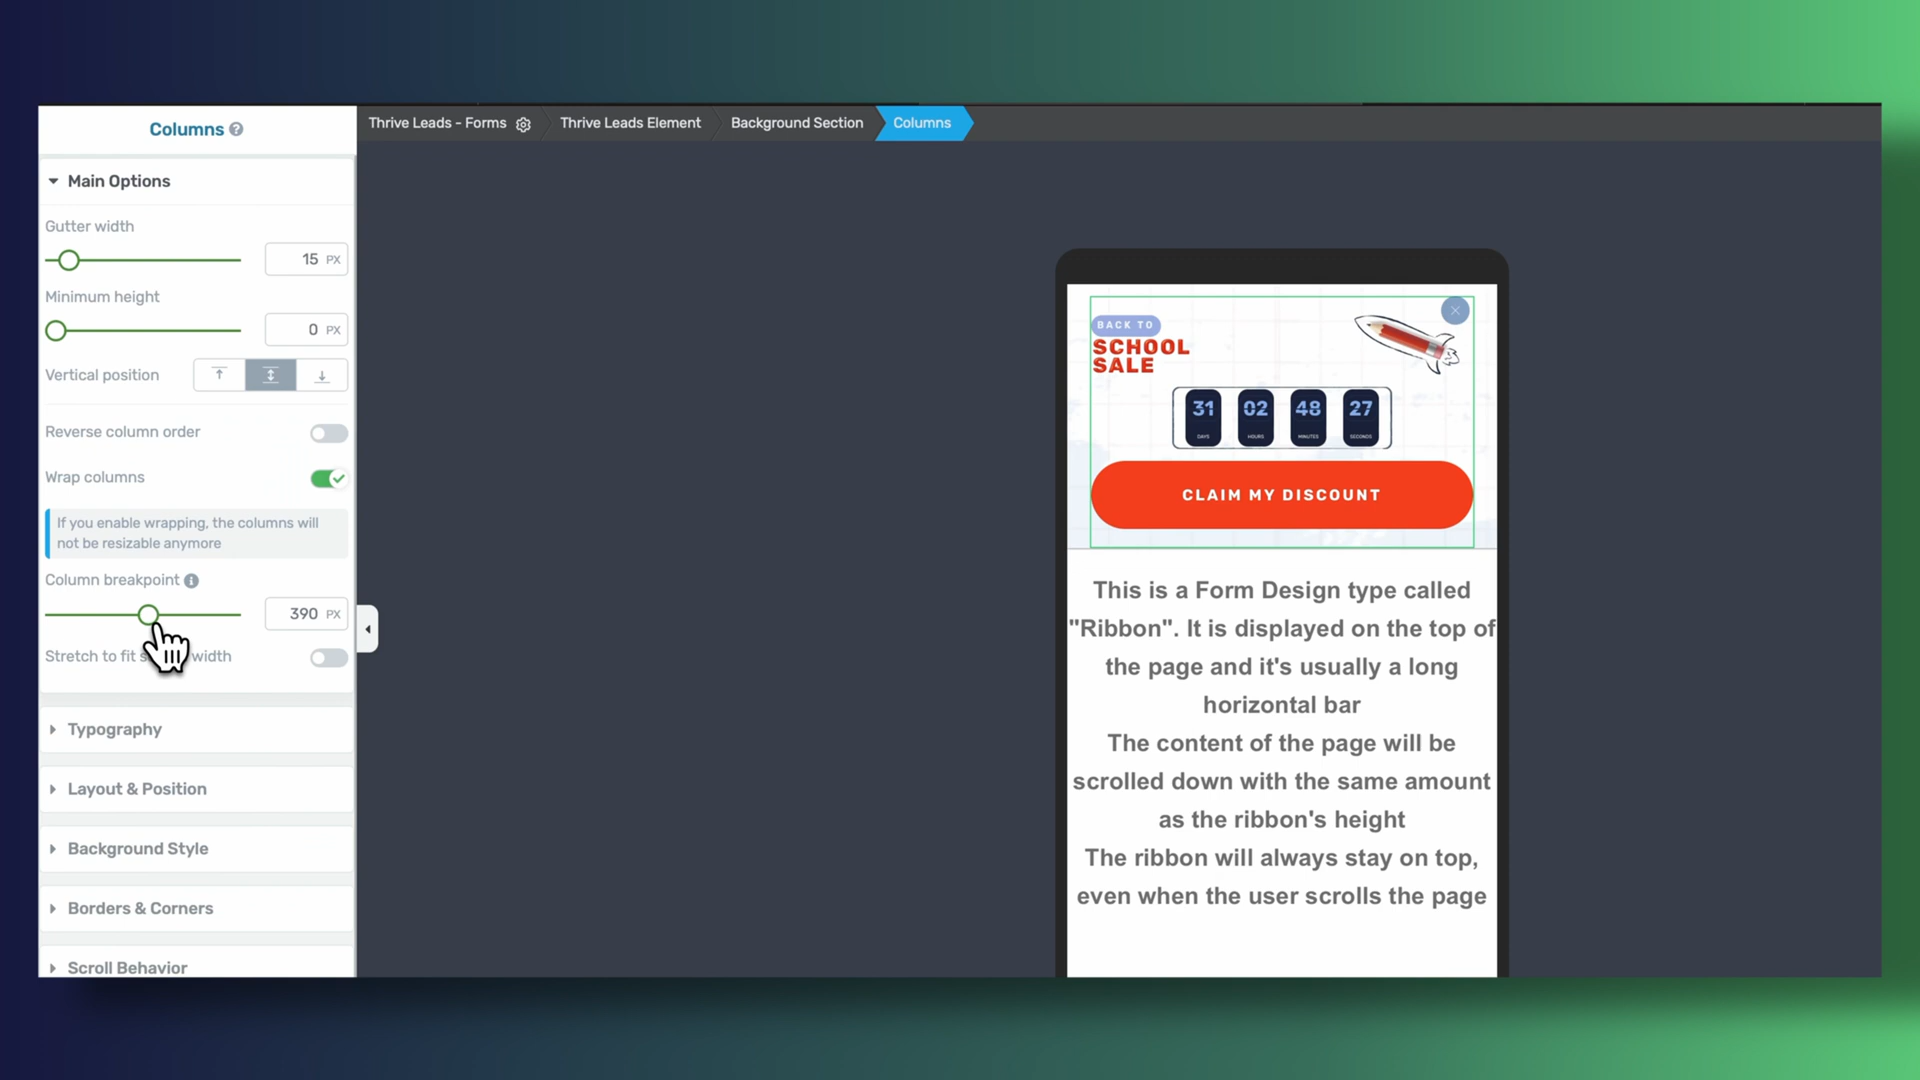 Columns
Main Options
Gutter width
15 PX
Minimum height
0 PX
Vertical position
Reverse column order
Wrap columns
If you enable wrapping, the columns will
not be resizable anymore
Column breakpoint
390 PX
Stretch to fit width
Typography
Layout & Position
Background Style
Borders & Corners
Scroll Behavior
Thrive Leads - Forms
Thrive Leads Element
Background Section
Columns
BACK TO
SCHOOL
SALE
31 02 48 27
DAYS HOURS MINUTES SECONDS
CLAIM MY DISCOUNT
This is a Form Design type called
"Ribbon". It is displayed on the top of
the page and it's usually a long
horizontal bar
The content of the page will be
scrolled down with the same amount
as the ribbon's height
The ribbon will always stay on top,
even when the user scrolls the page